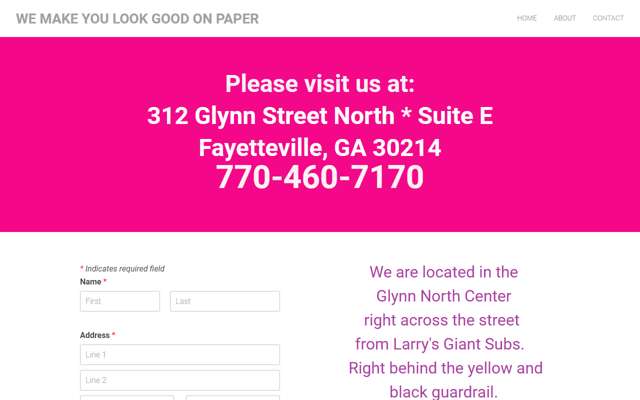 WE MAKE YOU LOOK GOOD ON PAPER
HOME ABOUT CONTACT
Please visit us at:
312 Glynn Street North * Suite E
Fayetteville, GA 30214
770-460-7170
* Indicates required field
Name *
First Last
Address *
Line 1
Line 2
We are located in the
Glynn North Center
right across the street
from Larry's Giant Subs.
Right behind the yellow and
black guardrail.